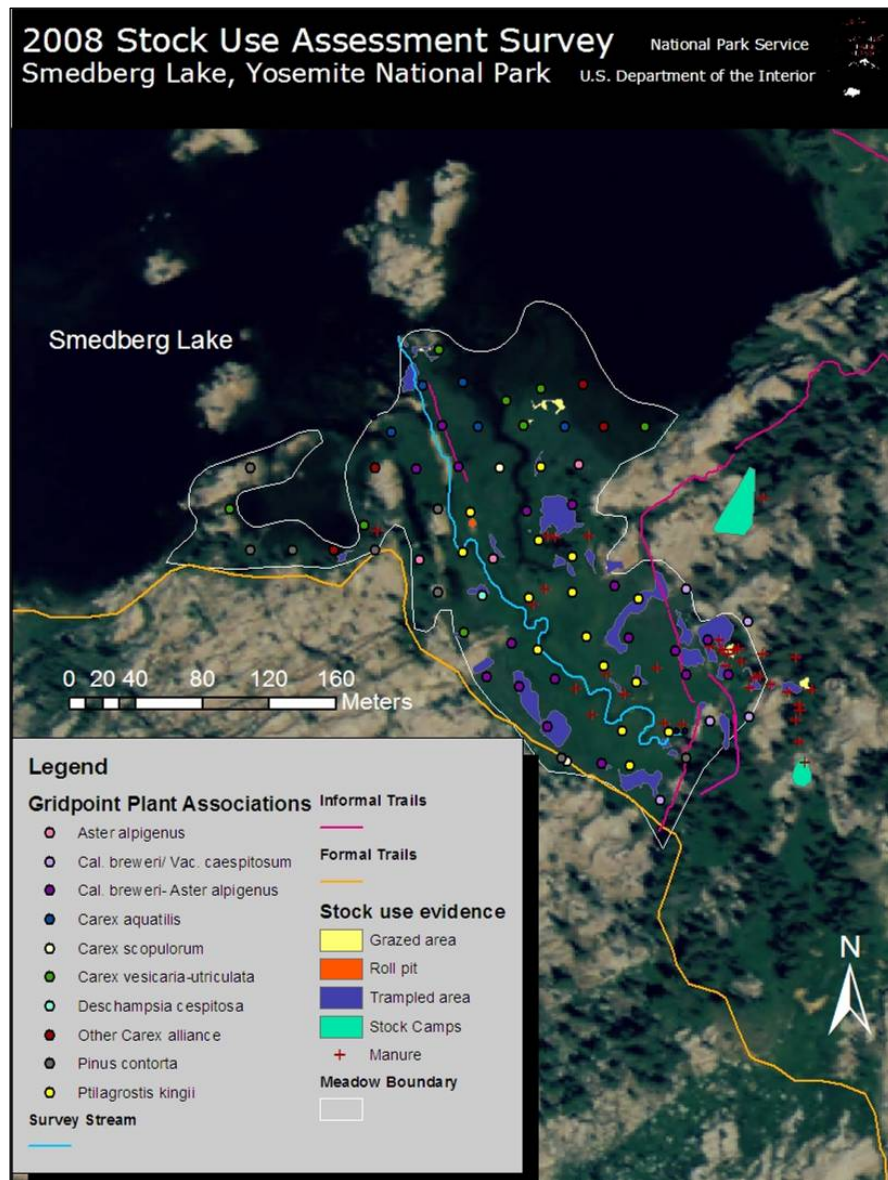 2008 Stock Use Assessment Survey
National Park Service
Smedberg Lake, Yosemite National Park
U.S. Department of the Interior
Smedberg Lake
0 20 40 80 120 160
Meters
N
Legend
Gridpoint Plant Associations
Aster alpigenus
Cal. breweri/ Vac. caespitosum
Cal. breweri- Aster alpigenus
Carex aquatilis
Carex scopulorum
Carex vesicaria-utriculata
Deschampsia cespitosa
Other Carex alliance
Pinus contorta
Ptilagrostis kingii
Survey Stream
Informal Trails
Formal Trails
Stock use evidence
Grazed area
Roll pit
Trampled area
Stock Camps
Manure
Meadow Boundary